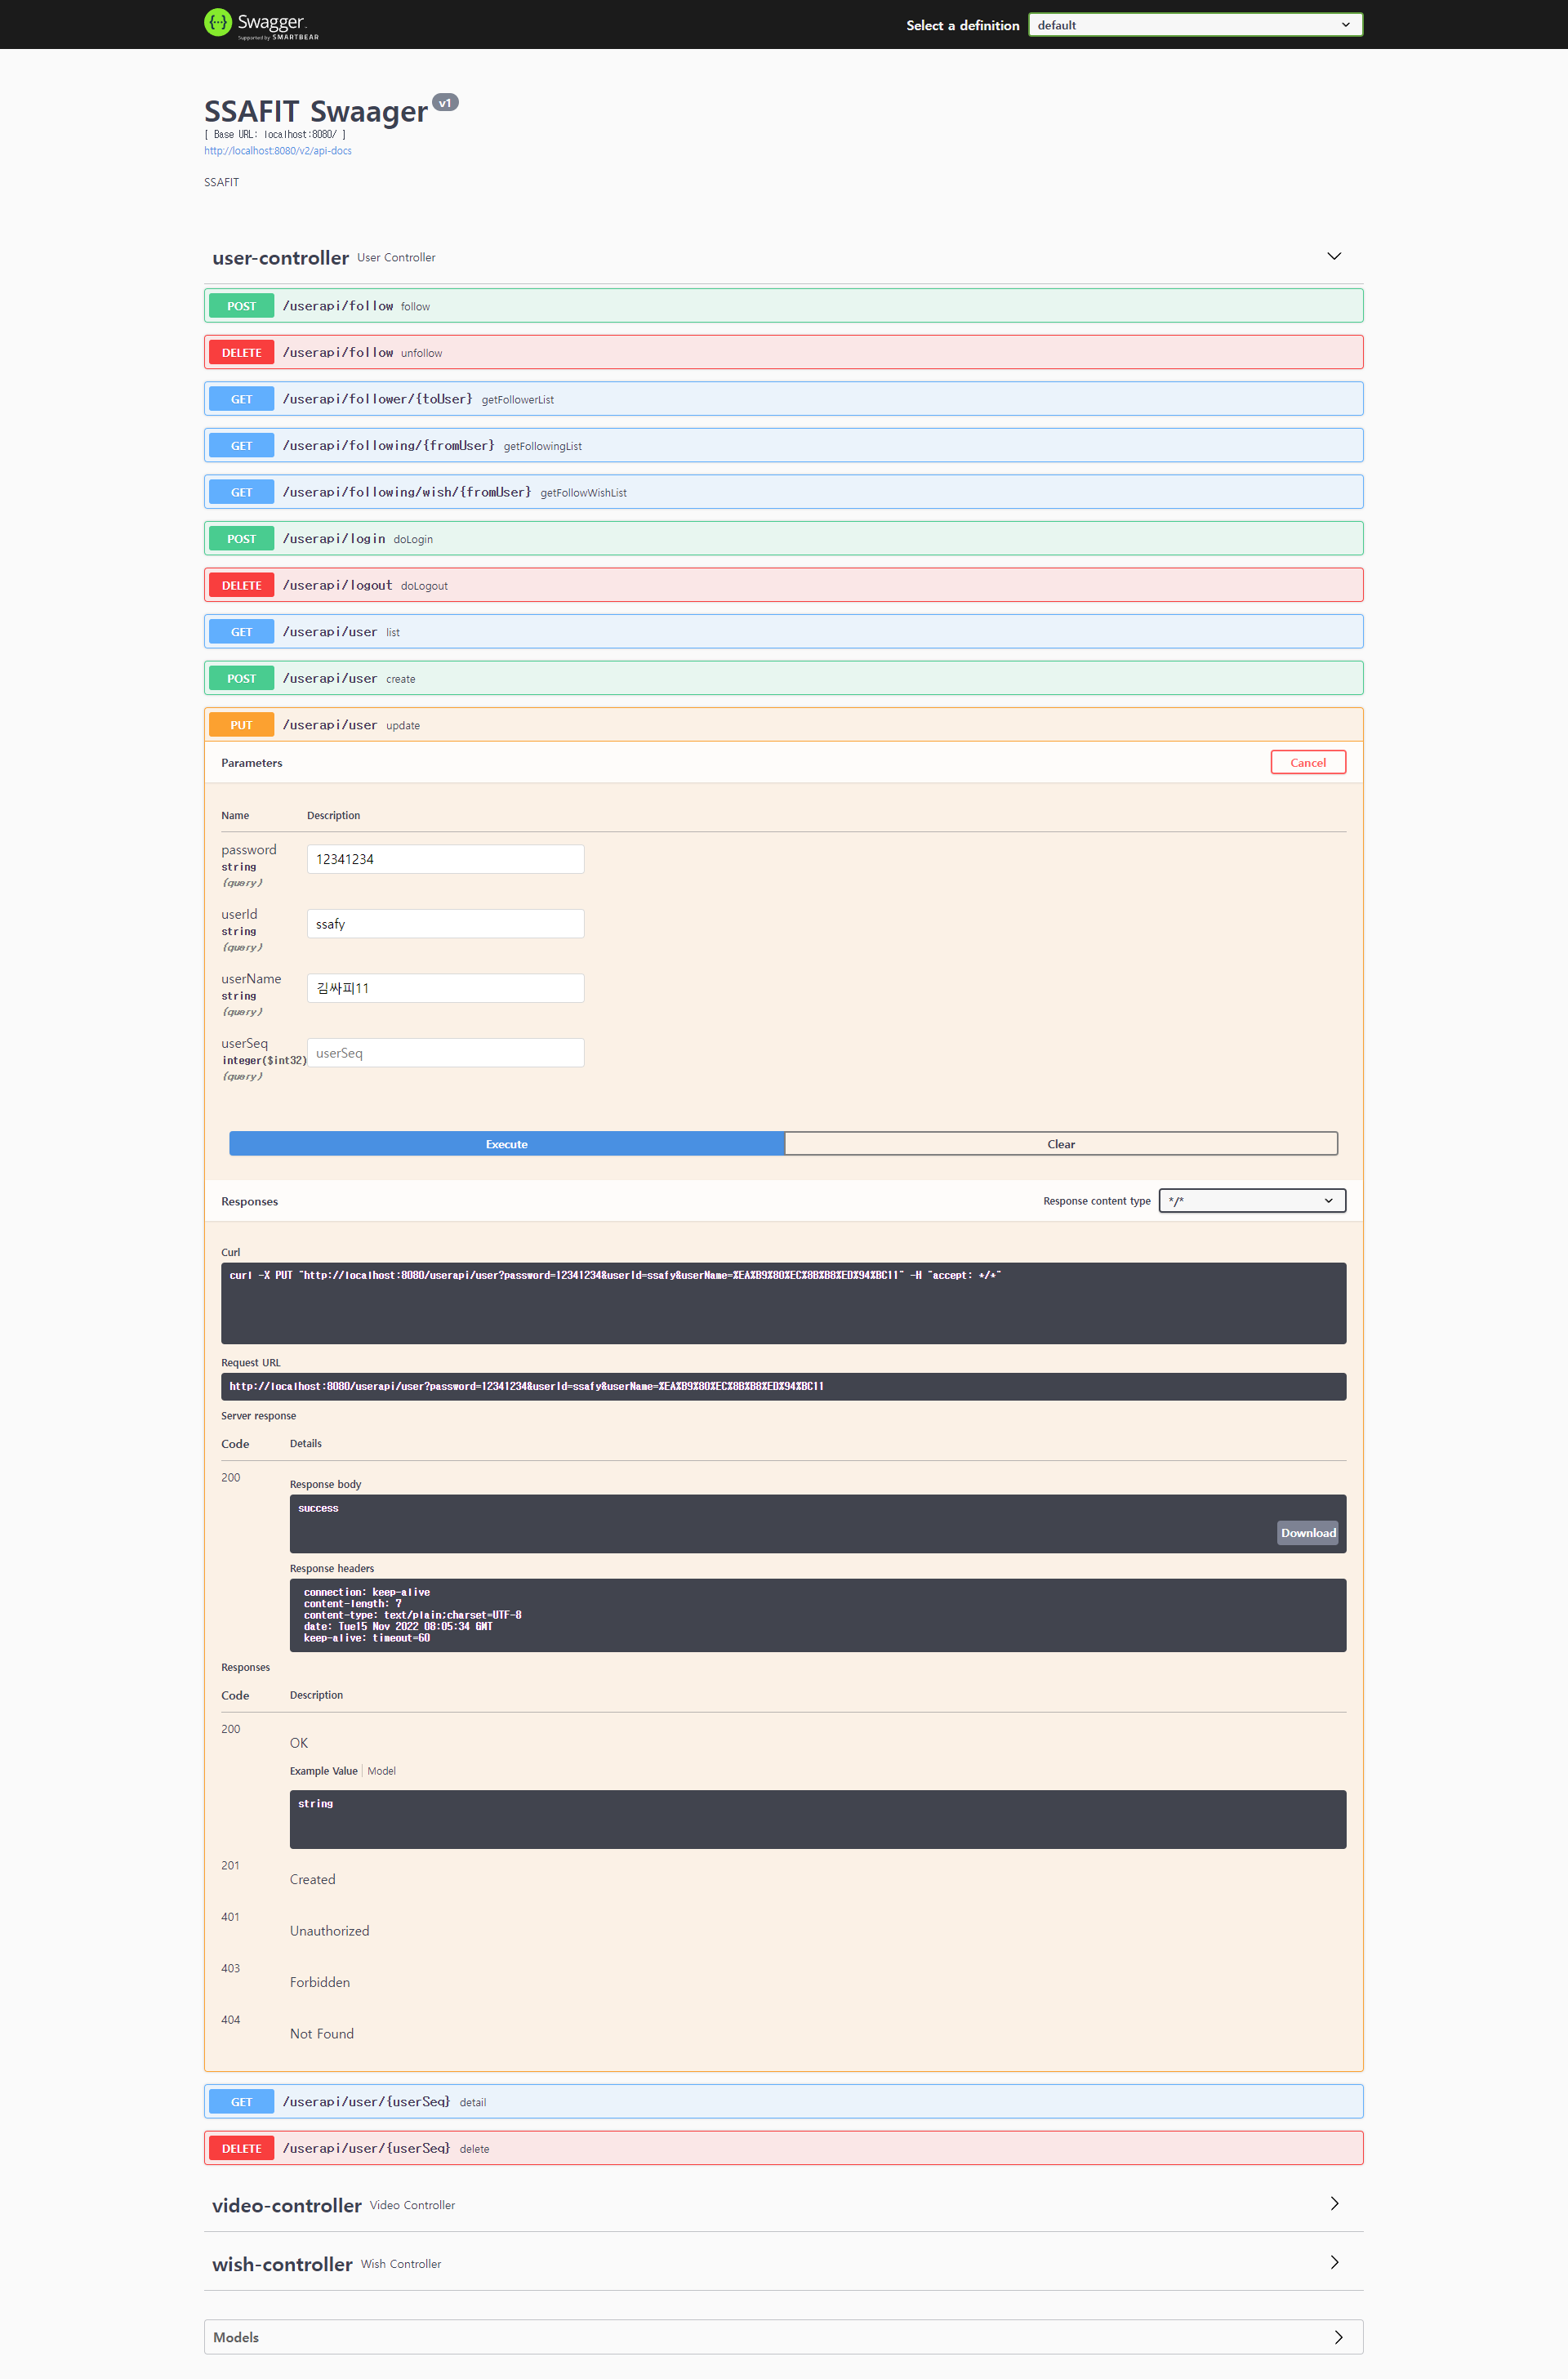 Swagger.
Supported by SMARTBEAR
Select a definition
default
SSAFIT Swaager v1
[ Base URL: localhost:8080/ ]
http://localhost:8080/v2/api-docs
SSAFIT
user-controller User Controller
POST /userapi/follow follow
DELETE /userapi/follow unfollow
GET /userapi/follower/{toUser} getFollowerList
GET /userapi/following/{fromUser} getFollowingList
GET /userapi/following/wish/{fromUser} getFollowWishList
POST /userapi/login doLogin
DELETE /userapi/logout doLogout
GET /userapi/user list
POST /userapi/user create
PUT /userapi/user update
Parameters
Cancel
Name Description
password
string
(query)
12341234
userId
string
(query)
ssafy
userName
string
(query)
김싸피11
userSeq
integer($int32)
(query)
userSeq
Execute
Clear
Responses
Response content type
*/*
Curl
curl -X PUT "http://localhost:8080/userapi/user?password=12341234&userId=ssafy&userName=%EA%B9%80%EC%8B%B8%ED%94%BC11" -H "accept: */*"
Request URL
http://localhost:8080/userapi/user?password=12341234&userId=ssafy&userName=%EA%B9%80%EC%8B%B8%ED%94%BC11
Server response
Code Details
200
Response body
success
Download
Response headers
connection: keep-alive
content-length: 7
content-type: text/plain;charset=UTF-8
date: Tue15 Nov 2022 08:05:34 GMT
keep-alive: timeout=60
Responses
Code Description
200
OK
Example Value Model
string
201
Created
401
Unauthorized
403
Forbidden
404
Not Found
GET /userapi/user/{userSeq} detail
DELETE /userapi/user/{userSeq} delete
video-controller Video Controller
wish-controller Wish Controller
Models